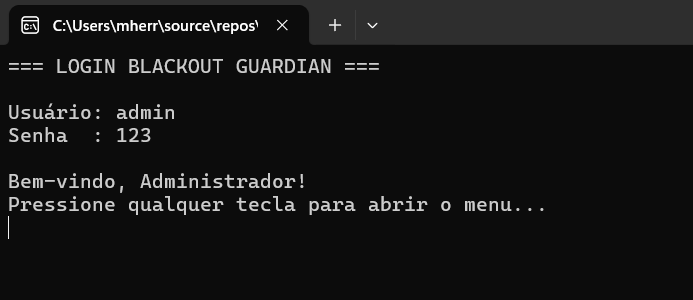 C:\Users\mherr\source\repos\
=== LOGIN BLACKOUT GUARDIAN ===
Usuário: admin
Senha  : 123
Bem-vindo, Administrador!
Pressione qualquer tecla para abrir o menu...